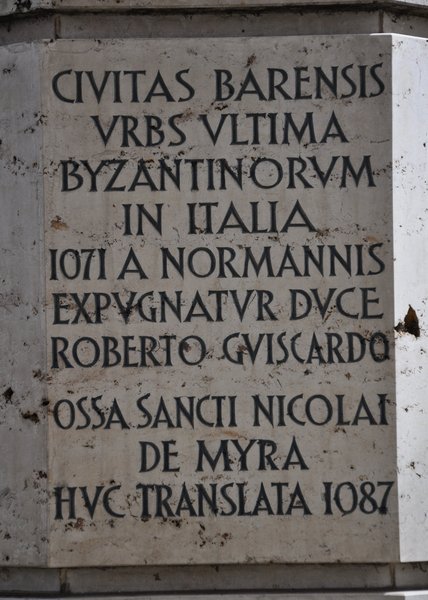 CIVITAS BARENSIS
VRBS VLTIMA
BYZANTINORVM
IN ITALIA
1071 A NORMANNIS
EXPVGNATVR DVCE
ROBERTO GVISCARDO
OSSA SANCTI NICOLAI
DE MYRA
HVC TRANSLATA 1087